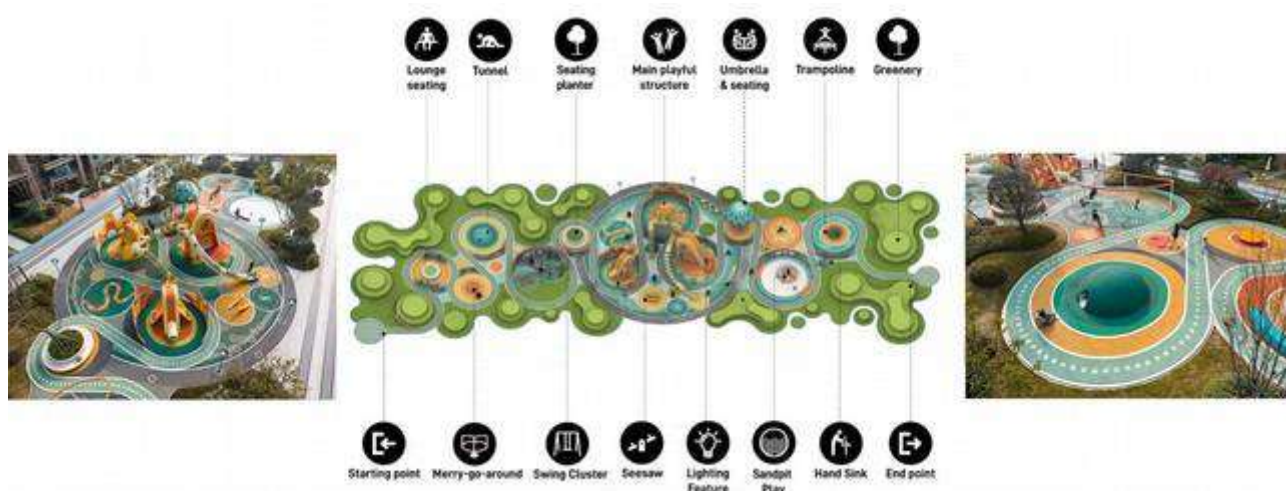 Lounge
seating
Tunnel
Seating
planter
Main playful
structure
Umbrella
& seating
Trampoline
Greenery
Starting point
Merry-go-around
Swing Cluster
Seesaw
Lighting
Feature
Sandpit
Play
Hand Sink
End point